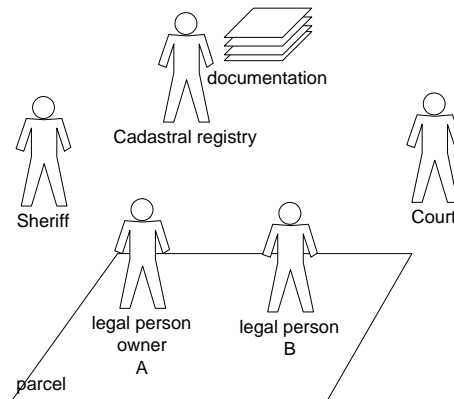 documentation
Cadastral registry
Sheriff
Court
legal person
owner
A
legal person
B
parcel